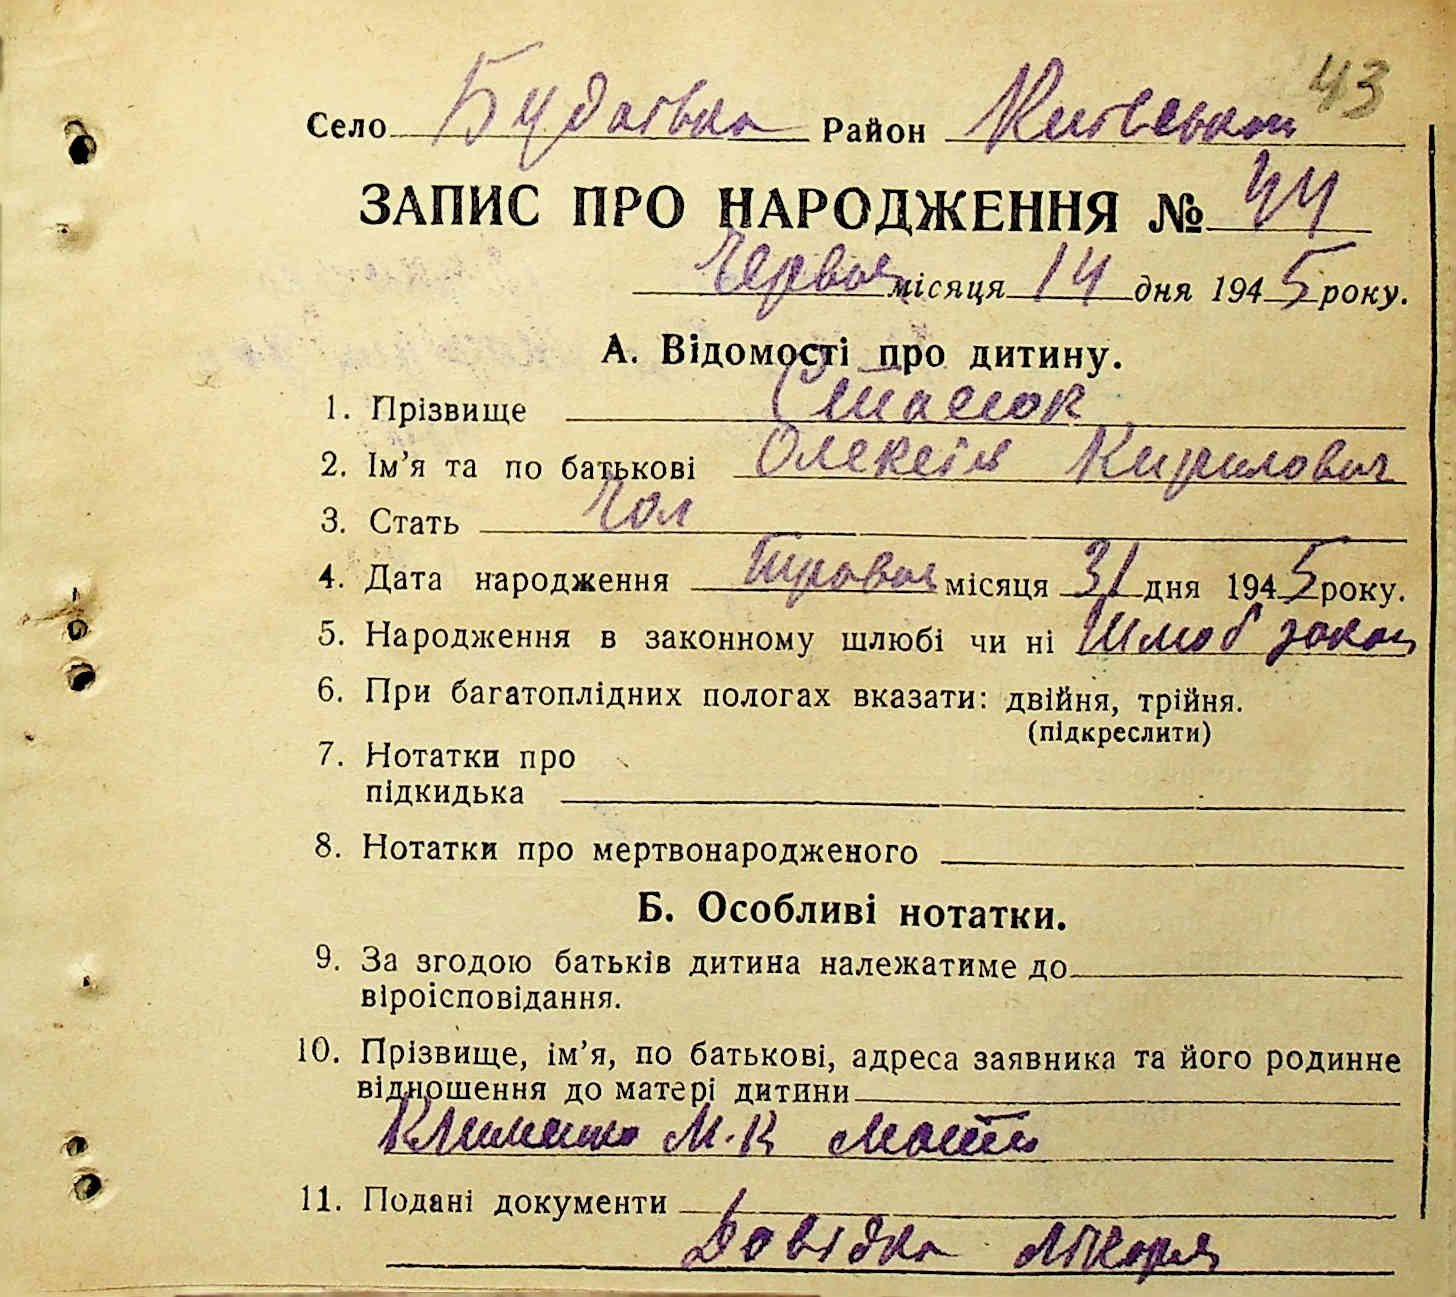 43
Село Будаївка Район Київський
ЗАПИС ПРО НАРОДЖЕННЯ № 44
Червня місяця 14 дня 1945 року.
А. Відомості про дитину.
1. Прізвище
2. Ім’я та по батькові Олексій Кирилович
3. Стать Чол
4. Дата народження Травня місяця 31 дня 1945 року.
5. Народження в законному шлюбі чи ні Шлюб закон
6. При багатоплідних пологах вказати: двійня, трійня.
(підкреслити)
7. Нотатки про
підкидька
8. Нотатки про мертвонародженого
Б. Особливі нотатки.
9. За згодою батьків дитина належатиме до
віроісповідання.
10. Прізвище, ім’я, по батькові, адреса заявника та його родинне
відношення до матері дитини
М.К мати
11. Подані документи
Довідка лікаря